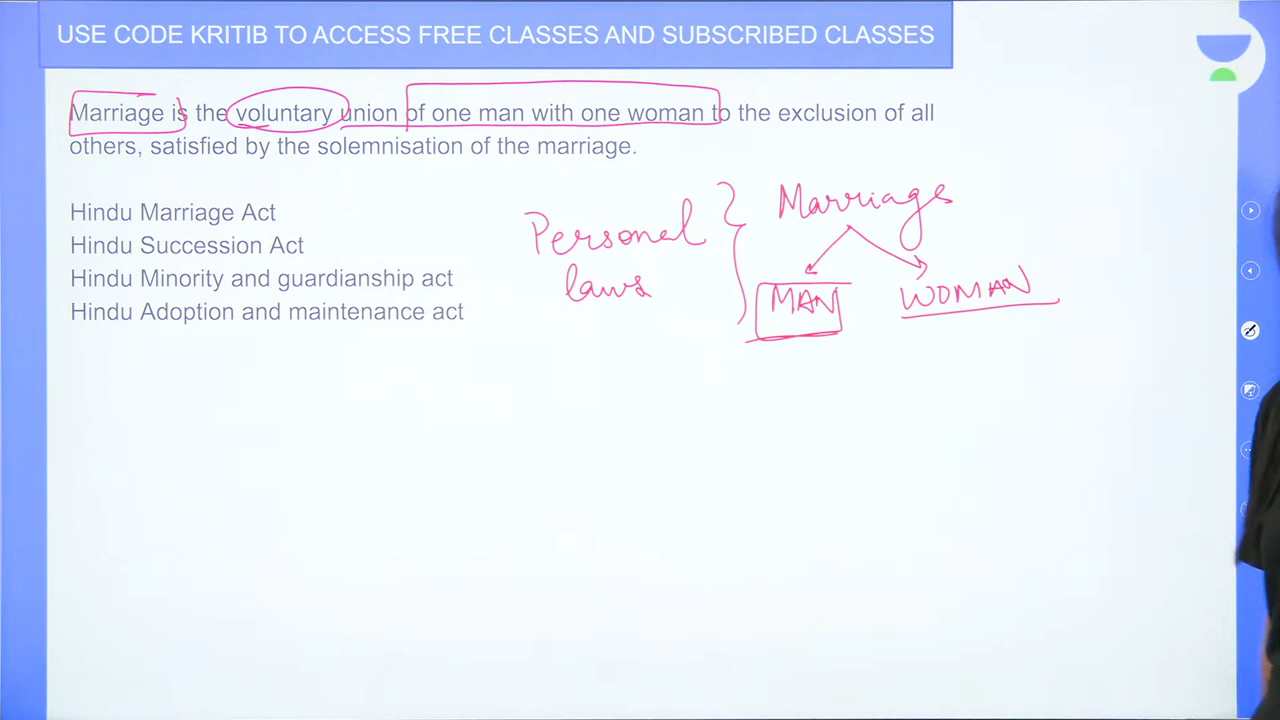 USE CODE KRITIB TO ACCESS FREE CLASSES AND SUBSCRIBED CLASSES
Marriage is the voluntary union of one man with one woman to the exclusion of all
others, satisfied by the solemnisation of the marriage.
Hindu Marriage Act
Hindu Succession Act
Hindu Minority and guardianship act
Hindu Adoption and maintenance act
Personal
laws
Marriage
MAN
WOMAN